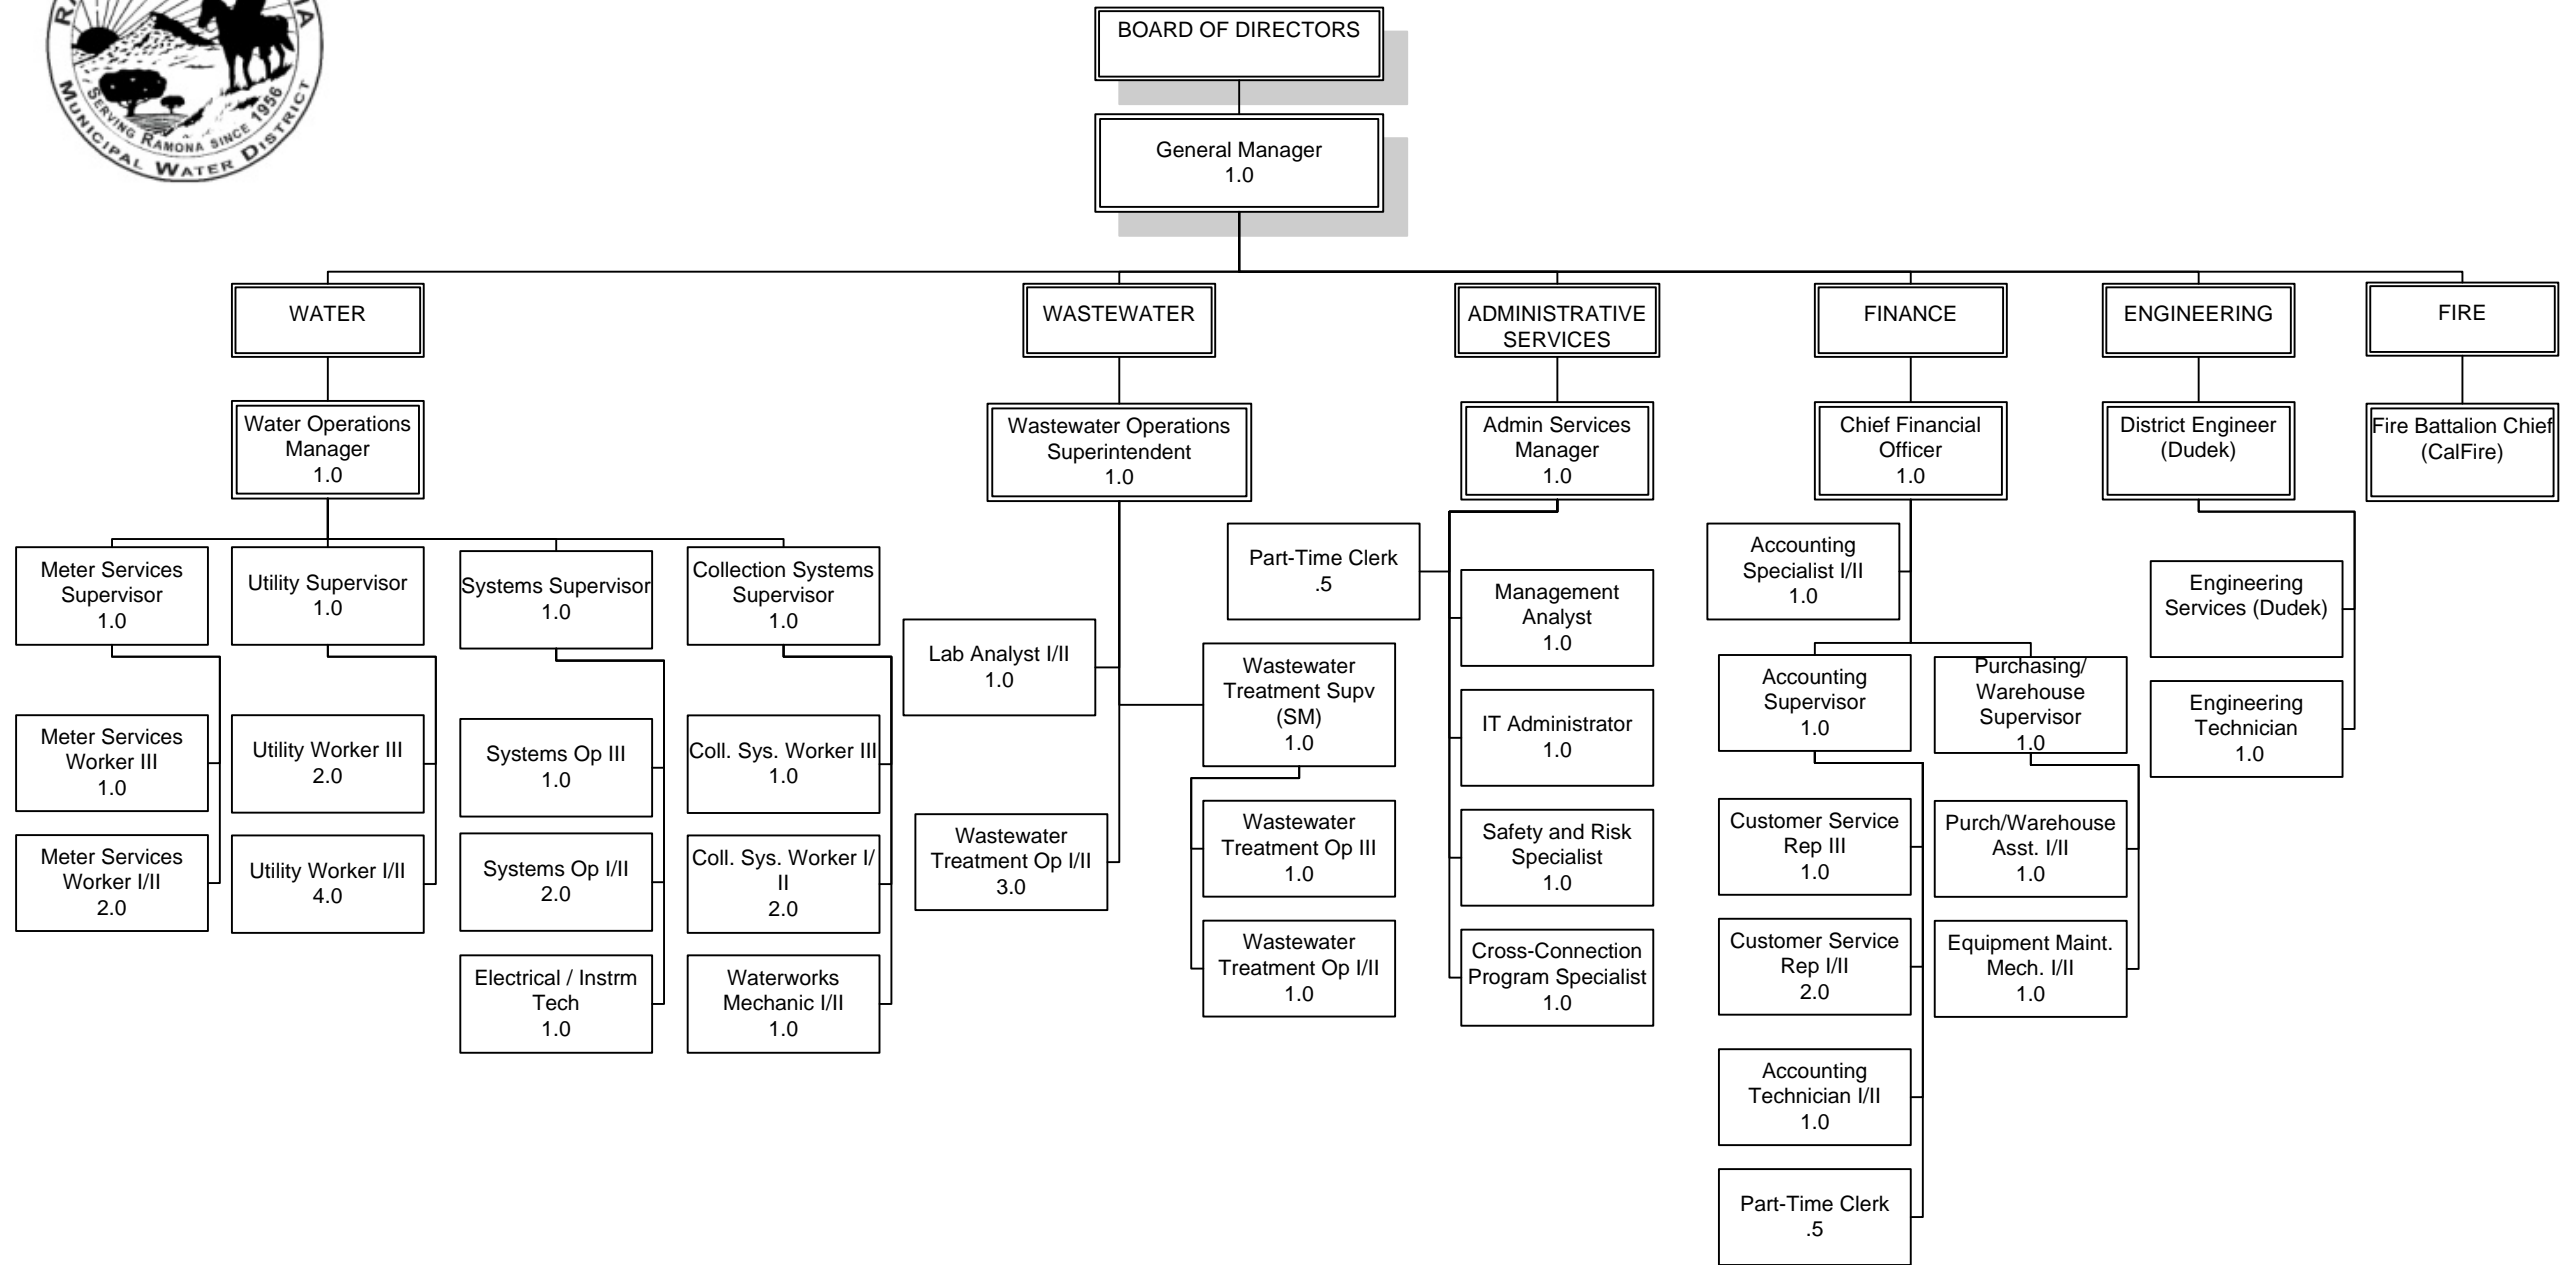 MUNICIPAL WATER DISTRICT
SERVING RAMONA SINCE 1956
BOARD OF DIRECTORS
General Manager
1.0
WATER
WASTEWATER
ADMINISTRATIVE
SERVICES
FINANCE
ENGINEERING
FIRE
Water Operations
Manager
1.0
Wastewater Operations
Superintendent
1.0
Admin Services
Manager
1.0
Chief Financial
Officer
1.0
District Engineer
(Dudek)
Fire Battalion Chief
(CalFire)
Meter Services
Supervisor
1.0
Utility Supervisor
1.0
Systems Supervisor
1.0
Collection Systems
Supervisor
1.0
Meter Services
Worker III
1.0
Meter Services
Worker I/II
2.0
Utility Worker III
2.0
Utility Worker I/II
4.0
Systems Op III
1.0
Systems Op I/II
2.0
Electrical / Instrm
Tech
1.0
Coll. Sys. Worker III
1.0
Coll. Sys. Worker I/
II
2.0
Waterworks
Mechanic I/II
1.0
Lab Analyst I/II
1.0
Wastewater
Treatment Op I/II
3.0
Wastewater
Treatment Supv
(SM)
1.0
Wastewater
Treatment Op III
1.0
Wastewater
Treatment Op I/II
1.0
Part-Time Clerk
.5
Management
Analyst
1.0
IT Administrator
1.0
Safety and Risk
Specialist
1.0
Cross-Connection
Program Specialist
1.0
Accounting
Specialist I/II
1.0
Accounting
Supervisor
1.0
Customer Service
Rep III
1.0
Customer Service
Rep I/II
2.0
Accounting
Technician I/II
1.0
Part-Time Clerk
.5
Purchasing/
Warehouse
Supervisor
1.0
Purch/Warehouse
Asst. I/II
1.0
Equipment Maint.
Mech. I/II
1.0
Engineering
Services (Dudek)
Engineering
Technician
1.0